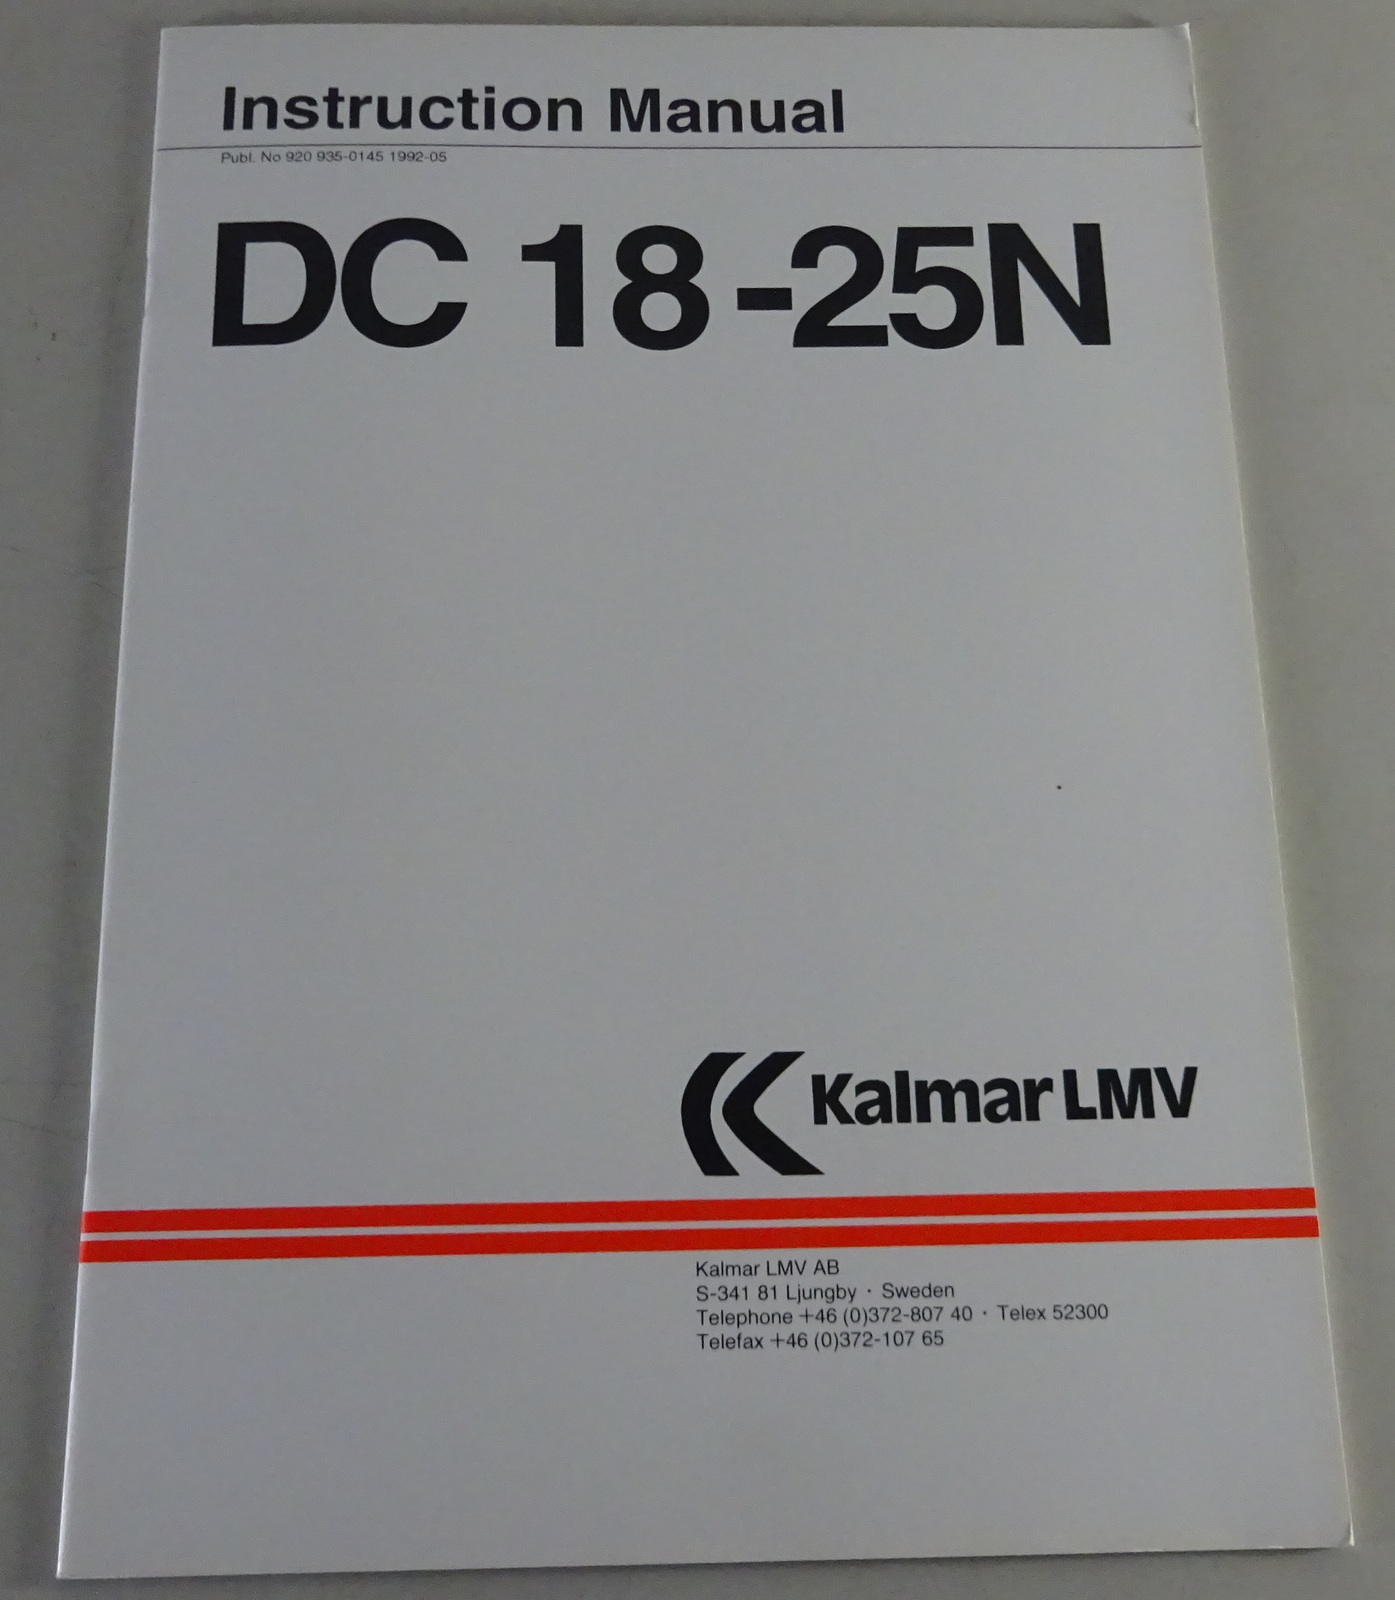 Instruction Manual
Publ. No 920 935-0145 1992-05
DC 18-25N
Kalmar LMV
Kalmar LMV AB
S-341 81 Ljungby · Sweden
Telephone +46 (0)372-807 40 · Telex 52300
Telefax +46 (0)372-107 65